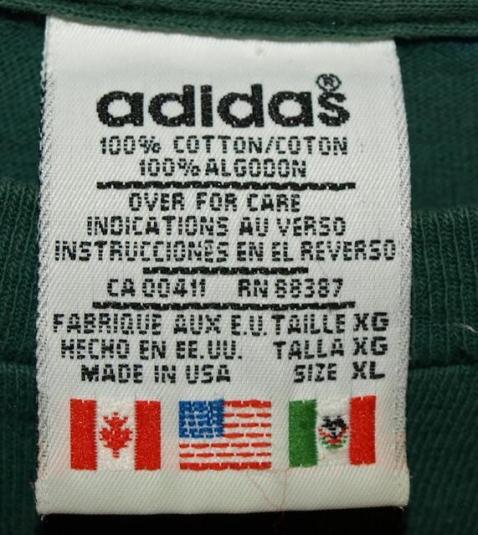 adidas®
100% COTTON/COTON
100% ALGODON
OVER FOR CARE
INDICATIONS AU VERSO
INSTRUCCIONES EN EL REVERSO
CA 00411 RN 88387
FABRIQUE AUX E.U. TAILLE XG
HECHO EN EE.UU. TALLA XG
MADE IN USA SIZE XL